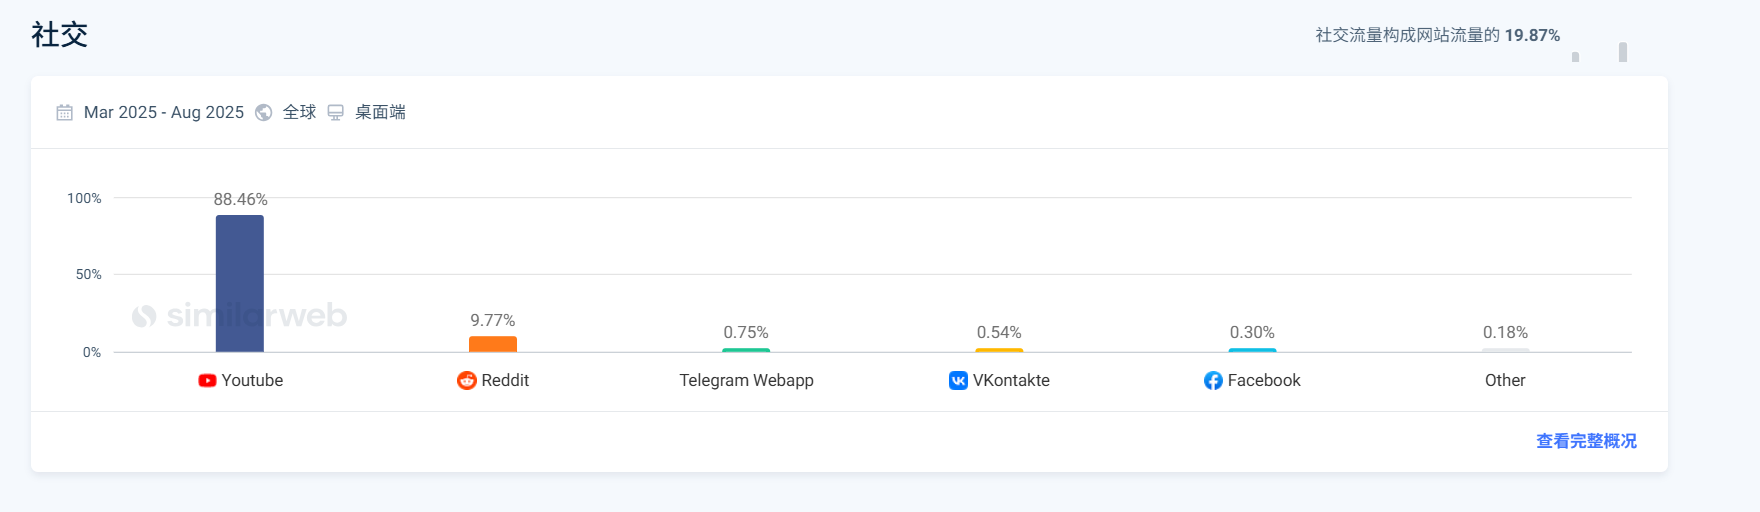 社交
社交流量构成网站流量的 19.87%
Mar 2025 - Aug 2025 全球 桌面端
100%
50%
0%
88.46%
9.77%
0.75%
0.54%
0.30%
0.18%
similarweb
Youtube
Reddit
Telegram Webapp
VKontakte
Facebook
Other
查看完整概况